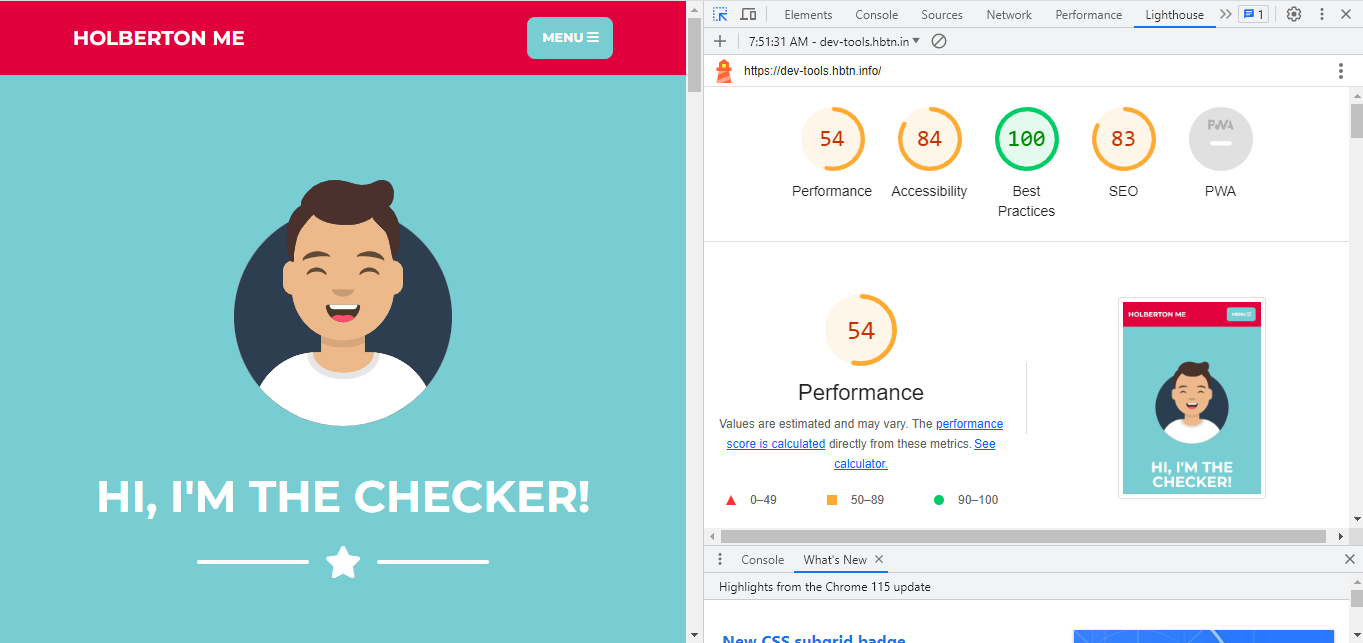 HOLBERTON ME
MENU
HI, I'M THE CHECKER!
Elements Console Sources Network Performance Lighthouse 1
7:51:31 AM - dev-tools.hbtn.in
https://dev-tools.hbtn.info/
54 84 100 83 PWA
Performance Accessibility Best Practices SEO PWA
54
Performance
Values are estimated and may vary. The performance
score is calculated directly from these metrics. See
calculator.
0–49 50–89 90–100
HOLBERTON ME MENU
HI, I'M THE
CHECKER!
Console What's New
Highlights from the Chrome 115 update
New CSS subgrid badge